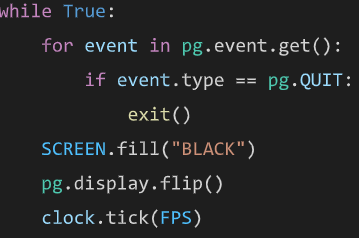 while True:
    for event in pg.event.get():
        if event.type == pg.QUIT:
            exit()
    SCREEN.fill("BLACK")
    pg.display.flip()
    clock.tick(FPS)